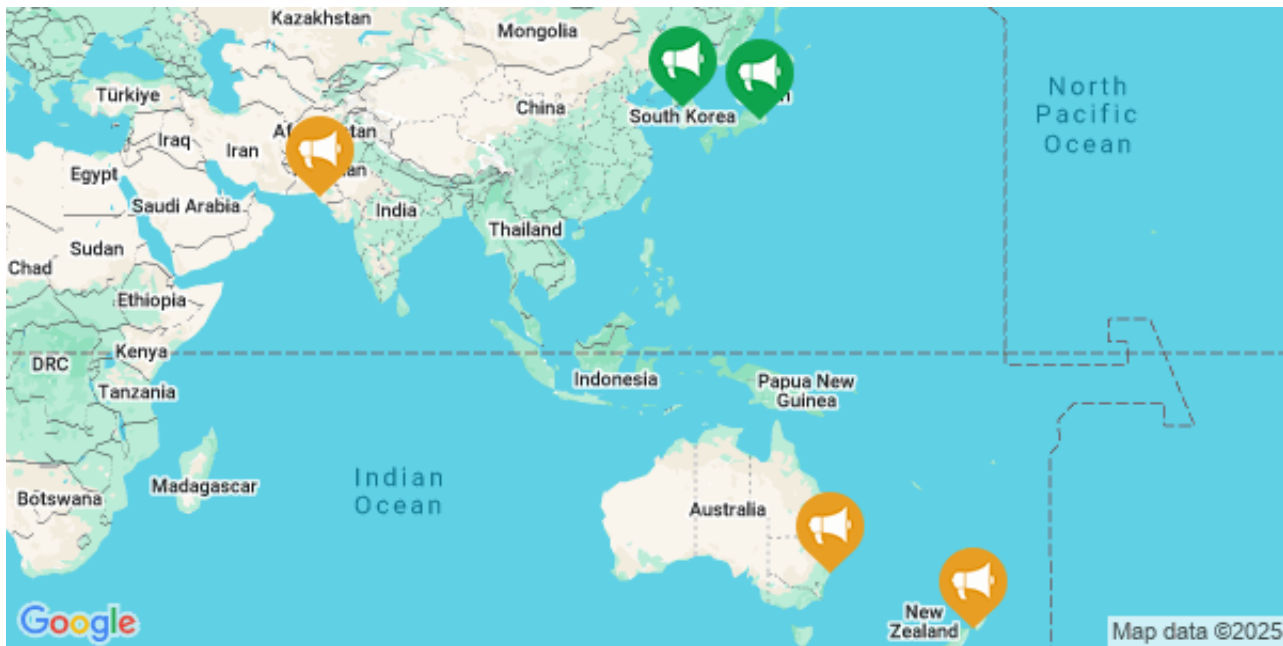 Kazakhstan
Mongolia
North
Pacific
Ocean
Türkiye
China
South Korea
Iraq
Iran
Egypt
Saudi Arabia
India
Thailand
Sudan
Chad
Ethiopia
DRC
Kenya
Tanzania
Indonesia
Papua New
Guinea
Indian
Ocean
Madagascar
Botswana
Australia
New
Zealand
Google
Map data ©2025